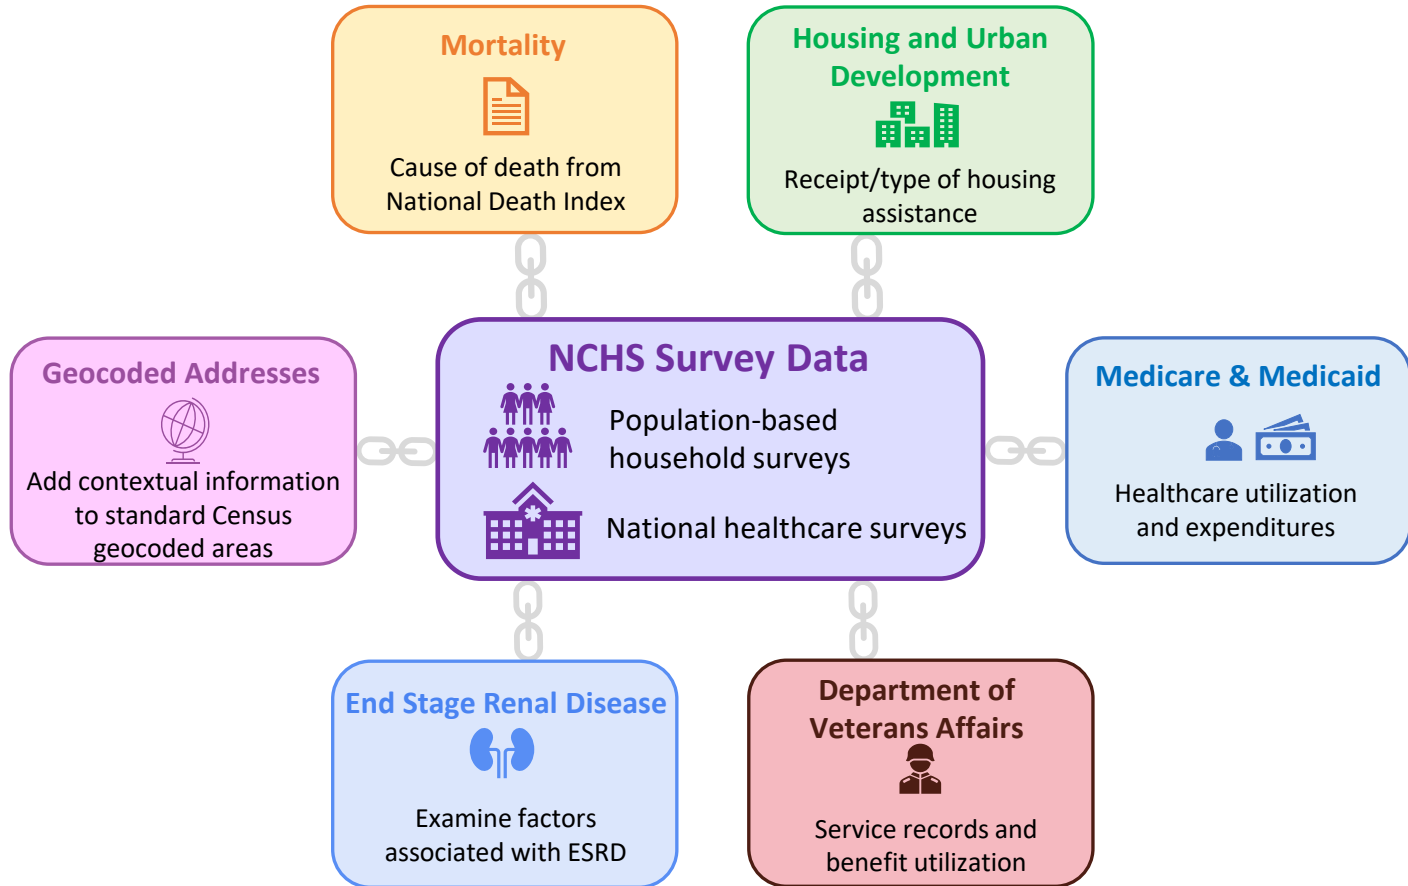 Mortality
Cause of death from
National Death Index
Housing and Urban
Development
Receipt/type of housing
assistance
Geocoded Addresses
Add contextual information
to standard Census
geocoded areas
NCHS Survey Data
Population-based
household surveys
National healthcare surveys
Medicare & Medicaid
Healthcare utilization
and expenditures
End Stage Renal Disease
Examine factors
associated with ESRD
Department of
Veterans Affairs
Service records and
benefit utilization